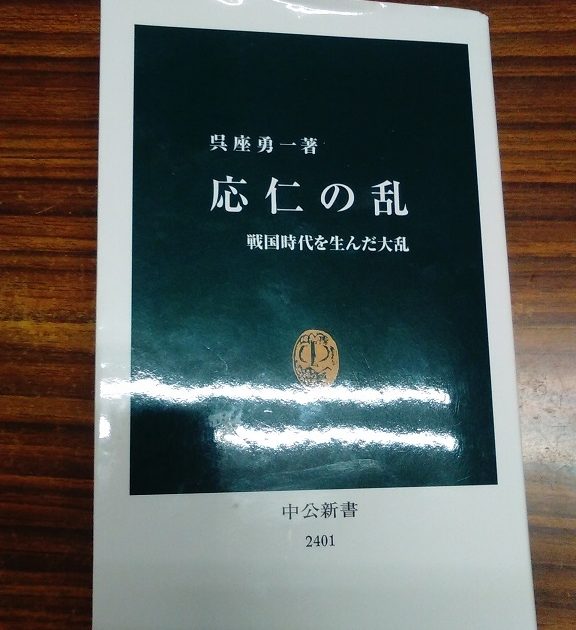 呉座勇一著
応仁の乱
戦国時代を生んだ大乱
中公新書
2401